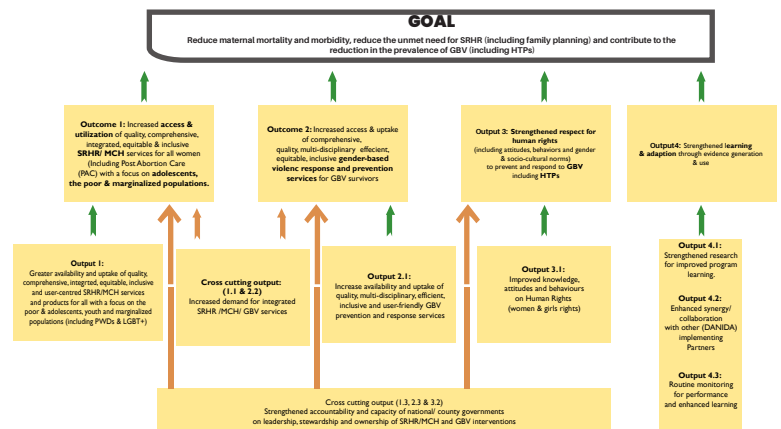 GOAL
Reduce maternal mortality and morbidity, reduce the unmet need for SRHR (including family planning) and contribute to the
reduction in the prevalence of GBV (including HTPs)
Outcome 1: Increased access &
utilization of quality, comprehensive,
integrated, equitable & inclusive
SRHR/ MCH services for all women
(Including Post Abortion Care
(PAC) with a focus on adolescents,
the poor & marginalized populations.
Outcome 2: Increased access & uptake
of comprehensive,
quality, multi-disciplinary effecient,
equitable, inclusive gender-based
violenc response and prevention
services for GBV survivors
Output 3: Strengthened respect for
human rights
(including attitudes, behaviors and gender
& socio-cultural norms)
to prevent and respond to GBV
including HTPs
Output4: Strengthened learning
& adaption through evidence generation
& use
Output 1:
Greater availability and uptake of quality,
comprehensive, integrted, equitable, inclusive
and user-centred SRHR/MCH services
and products for all with a focus on the
poor & adolescents, youth and marginalized
populations (including PWDs & LGBT+)
Cross cutting output:
(1.1 & 2.2)
Increased demand for integrated
SRHR /MCH/ GBV services
Output 2.1:
Increase availability and uptake of
quality, multi-disciplinary, efficient,
inclusive and user-friendly GBV
prevention and response services
Output 3.1:
Improved knowledge,
attitudes and behaviours
on Human Rights
(women & girls rights)
Output 4.1:
Strengthened research
for improved program
learning.
Output 4.2:
Enhanced synergy/
collaboration
with other (DANIDA)
implementing
Partners
Output 4.3:
Routine monitoring
for performance
and enhanced learning
Cross cutting output (1.3, 2.3 & 3.2)
Strengthened accountability and capacity of national/ county governments
on leadership, stewardship and ownership of SRHR/MCH and GBV interventions